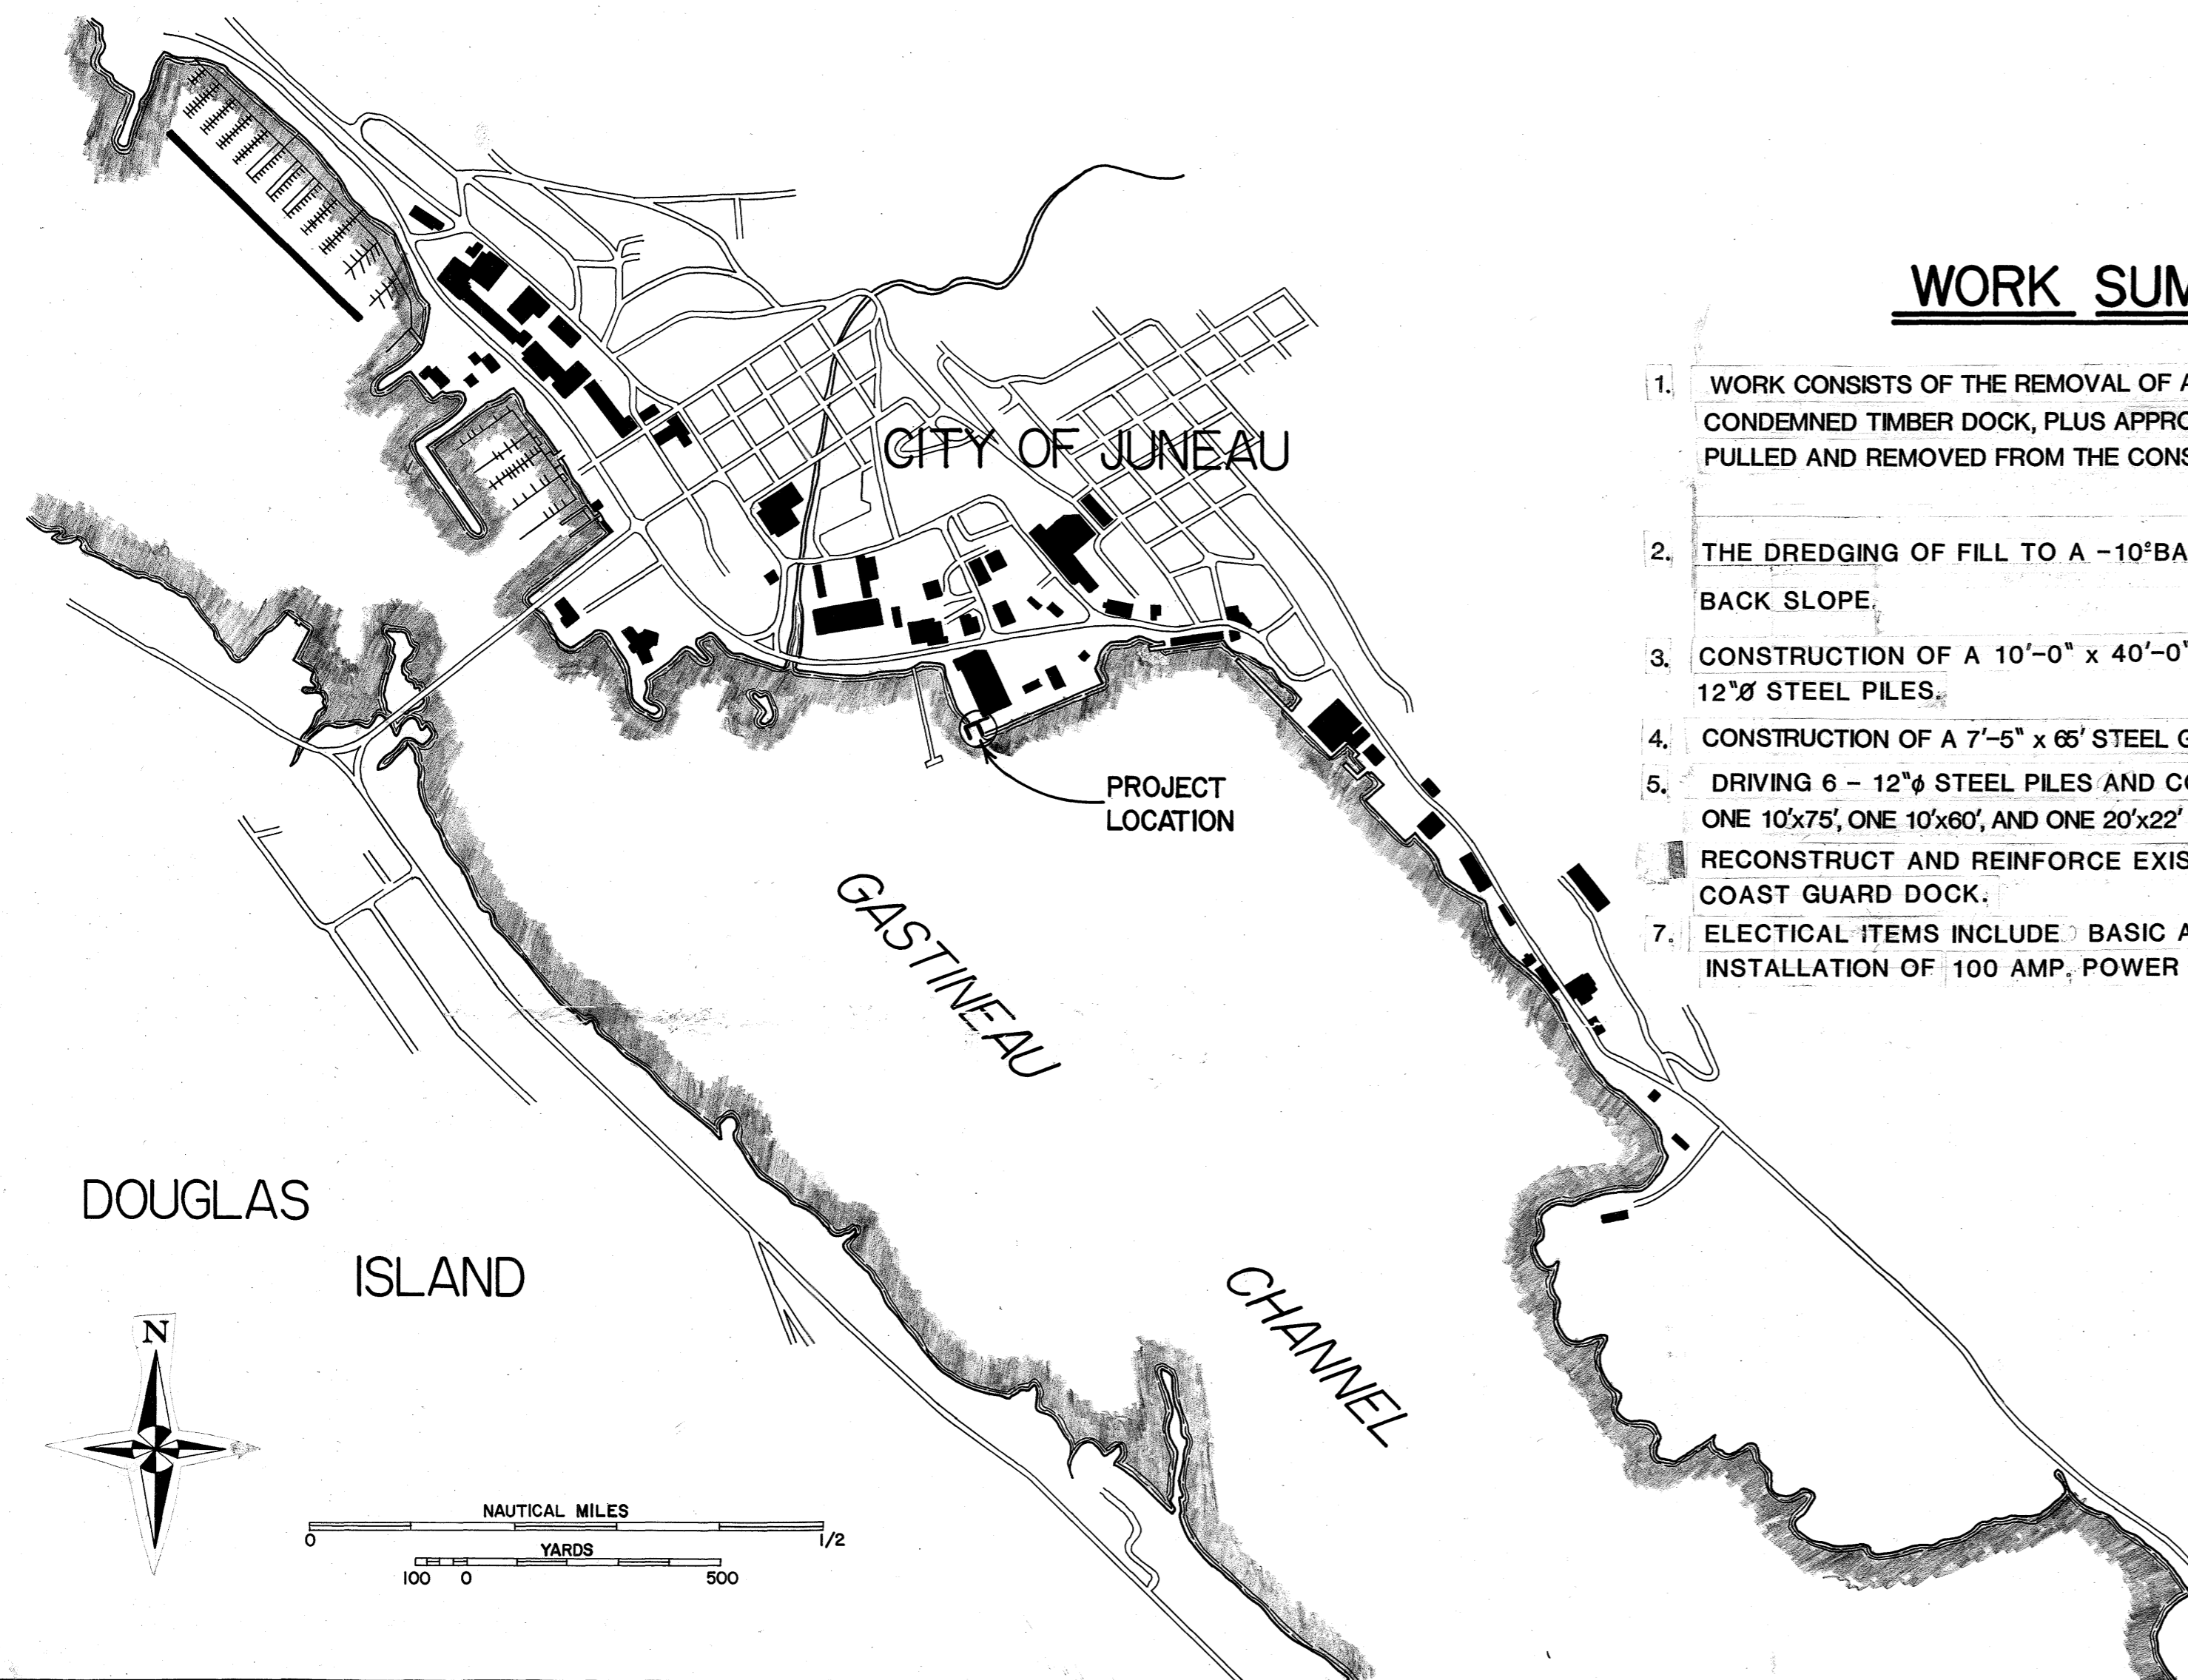 CITY OF JUNEAU
PROJECT
LOCATION
GASTINEAU
CHANNEL
DOUGLAS
ISLAND
N
NAUTICAL MILES
0 1/2
YARDS
100 0 500
WORK SUM
1. WORK CONSISTS OF THE REMOVAL OF A
CONDEMNED TIMBER DOCK, PLUS APPRO
PULLED AND REMOVED FROM THE CONS
2. THE DREDGING OF FILL TO A -10² BA
BACK SLOPE.
3. CONSTRUCTION OF A 10'-0" x 40'-0"
12"Ø STEEL PILES.
4. CONSTRUCTION OF A 7'-5" x 65' STEEL G
5. DRIVING 6 - 12"ϕ STEEL PILES AND CO
ONE 10'x75', ONE 10'x60', AND ONE 20'x22'
RECONSTRUCT AND REINFORCE EXIS
COAST GUARD DOCK.
7. ELECTICAL ITEMS INCLUDE BASIC A
INSTALLATION OF 100 AMP. POWER